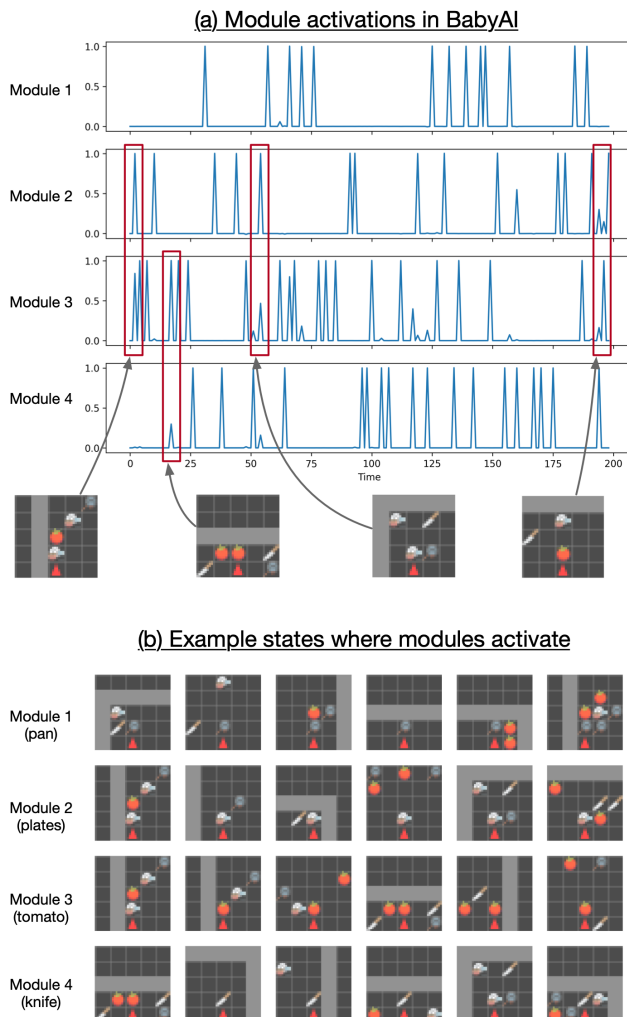 (a) Module activations in BabyAI
Module 1
1.0
0.5
0.0
Module 2
1.0
0.5
0.0
Module 3
1.0
0.5
0.0
Module 4
1.0
0.5
0.0
0 25 50 75 100 125 150 175 200
Time
(b) Example states where modules activate
Module 1
(pan)
Module 2
(plates)
Module 3
(tomato)
Module 4
(knife)